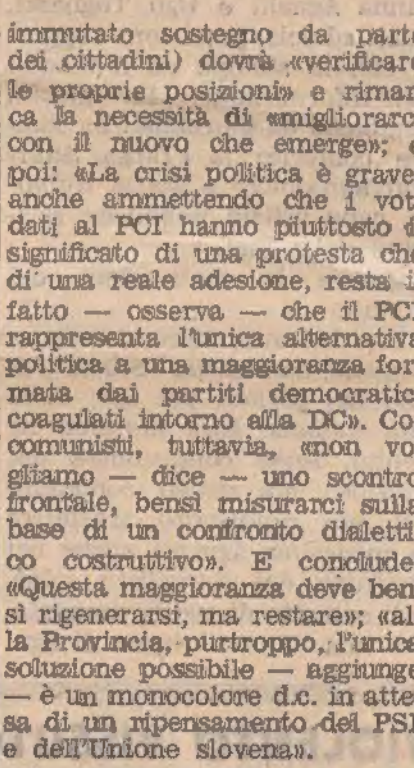 immutato sostegno da parte
dei cittadini) dovrà «verificare
le proprie posizioni» e rimar
ca la necessità di «migliorarci
con il nuovo che emerge»; e
poi: «La crisi politica è grave
anche ammettendo che i voti
dati al PCI hanno piuttosto il
significato di una protesta che
di una reale adesione, resta il
fatto — osserva — che il PCI
rappresenta l'unica alternativa
politica a una maggioranza for
mata dai partiti democratici
coagulati intorno alla DC». Coi
comunisti, tuttavia, «non vo
gliamo — dice — uno scontro
frontale, bensì misurarci sulla
base di un confronto dialetti
co costruttivo». E conclude:
«Questa maggioranza deve ben
sì rigenerarsi, ma restare»; «al
la Provincia, purtroppo, l'unica
soluzione possibile — aggiunge
— è un monocolore d.c. in atte
sa di un ripensamento del PSI
e dell'Unione slovena».